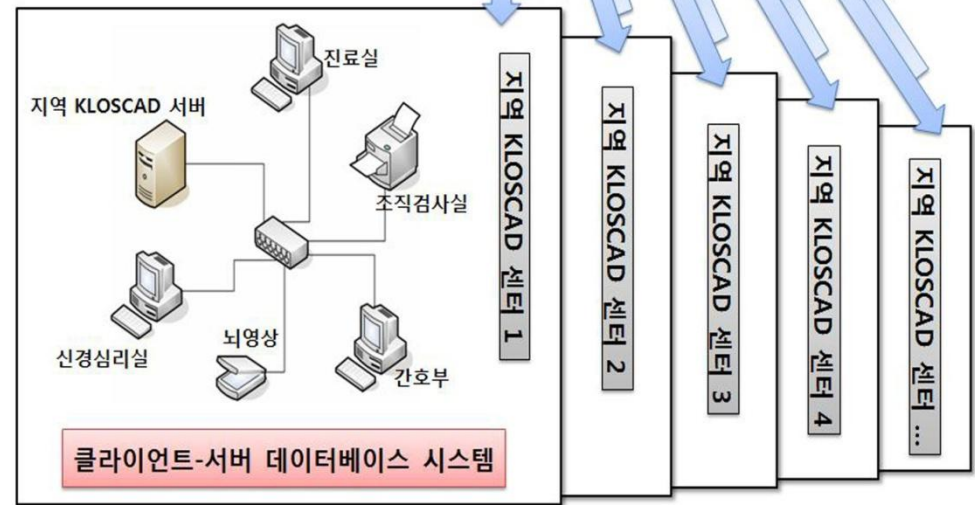 진료실
지역 KLOSCAD 서버
조직검사실
신경심리실
뇌영상
간호부
클라이언트-서버 데이터베이스 시스템
지역 KLOSCAD 센터 1
지역 KLOSCAD 센터 2
지역 KLOSCAD 센터 3
지역 KLOSCAD 센터 4
지역 KLOSCAD 센터 ...